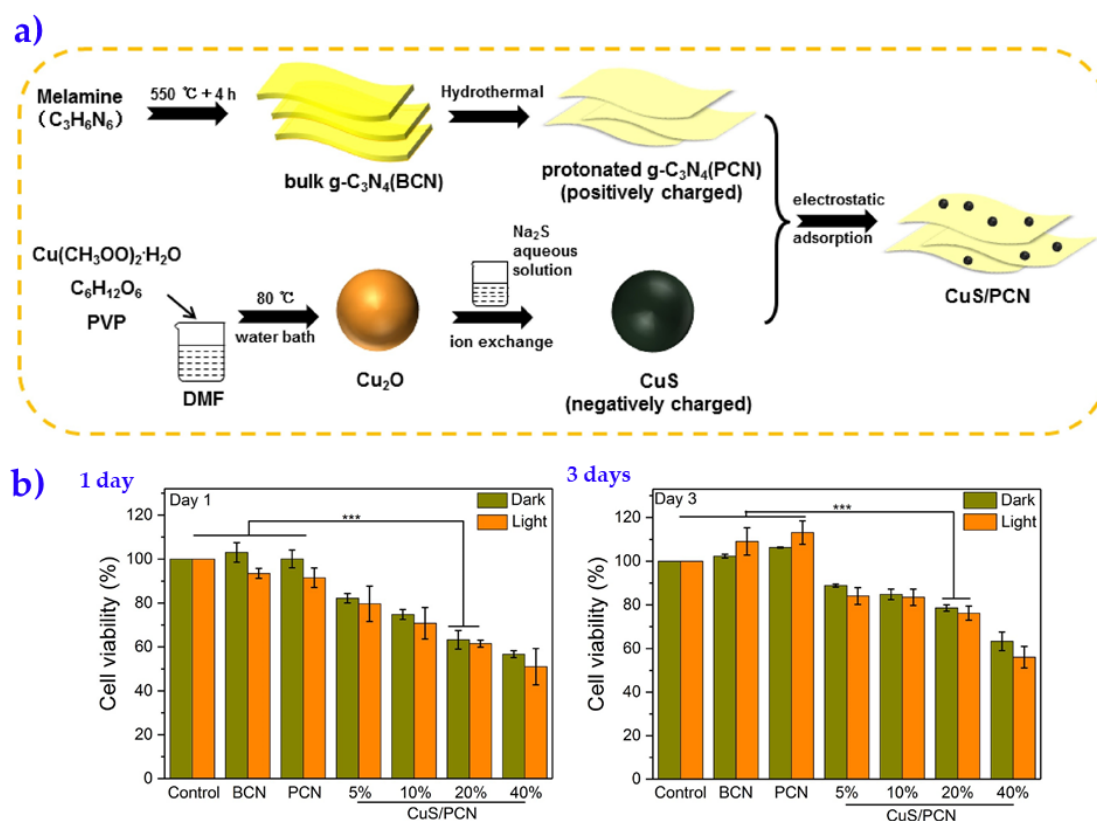 a)
Melamine
(C₃H₆N₆)
550 ℃ + 4 h
bulk g-C₃N₄(BCN)
Hydrothermal
protonated g-C₃N₄(PCN)
(positively charged)
electrostatic
adsorption
CuS/PCN
Cu(CH₃OO)₂·H₂O
C₆H₁₂O₆
PVP
DMF
80 ℃
water bath
Cu₂O
Na₂S
aqueous
solution
ion exchange
CuS
(negatively charged)
b)
1 day
Day 1
Dark
Light
***
Cell viability (%)
120
100
80
60
40
20
0
Control BCN PCN 5% 10% 20% 40%
CuS/PCN
3 days
Day 3
Dark
Light
***
Cell viability (%)
120
100
80
60
40
20
0
Control BCN PCN 5% 10% 20% 40%
CuS/PCN